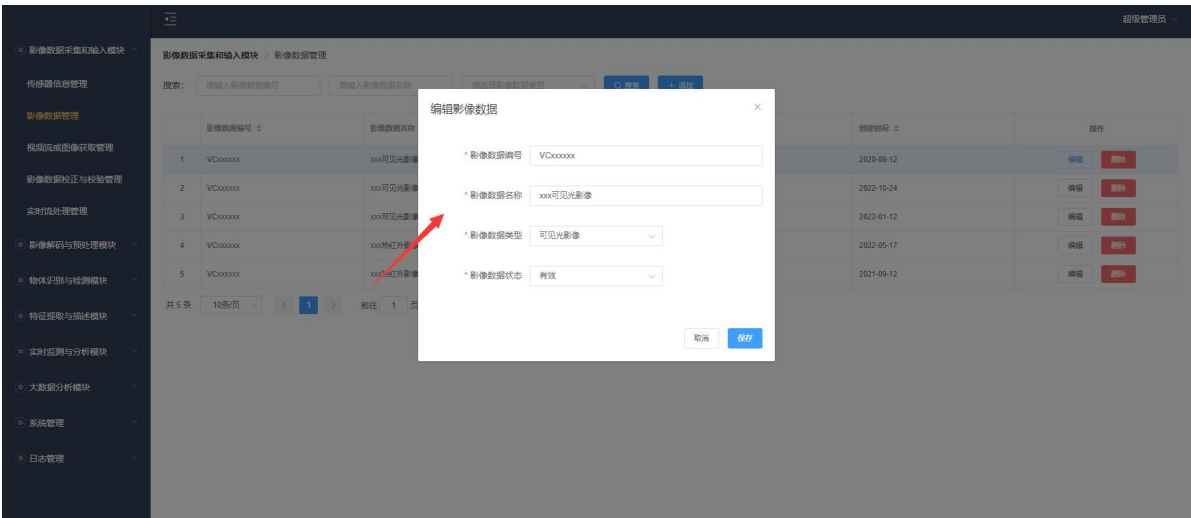 超级管理员
影像数据采集和输入模块
传感器信息管理
影像数据管理
视频流或图像获取管理
影像数据校正与校验管理
实时流处理管理
影像解码与预处理模块
物体识别与检测模块
特征提取与描述模块
实时监测与分析模块
大数据分析模块
系统管理
日志管理
影像数据采集和输入模块 > 影像数据管理
搜索: 请输入影像数据编号 请输入影像数据名称 请选择影像数据类型 搜索 + 添加
影像数据编号 影像数据名称 创建时间 操作
1 VCxxxxxx xxx可见光影像 2020-08-12 编辑 删除
2 VCxxxxxx xxx可见光影像 2022-10-24 编辑 删除
3 VCxxxxxx xxx可见光影像 2022-01-12 编辑 删除
4 VCxxxxxx xxx热红外影像 2022-05-17 编辑 删除
5 VCxxxxxx xxx热红外影像 2021-09-12 编辑 删除
共 5 条 10条/页 < 1 > 前往 1 页
编辑影像数据
* 影像数据编号 VCxxxxxx
* 影像数据名称 xxx可见光影像
* 影像数据类型 可见光影像
* 影像数据状态 有效
取消 保存